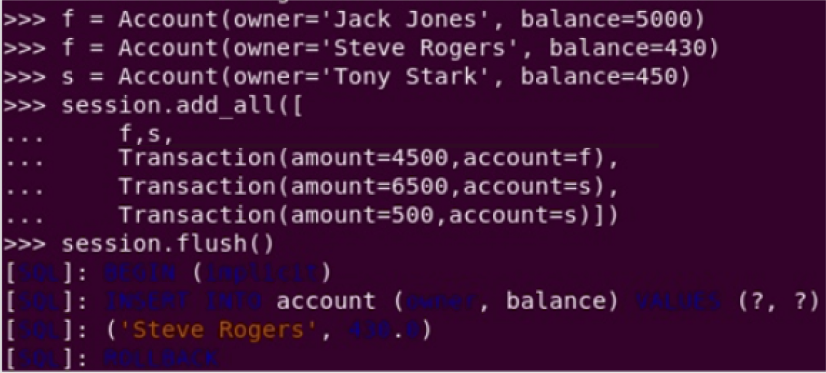 >>> f = Account(owner='Jack Jones', balance=5000)
>>> f = Account(owner='Steve Rogers', balance=430)
>>> s = Account(owner='Tony Stark', balance=450)
>>> session.add_all([
...     f,s,
...     Transaction(amount=4500,account=f),
...     Transaction(amount=6500,account=s),
...     Transaction(amount=500,account=s)])
>>> session.flush()
[SQL]: BEGIN (implicit)
[SQL]: INSERT INTO account (owner, balance) VALUES (?, ?)
[SQL]: ('Steve Rogers', 430.0)
[SQL]: ROLLBACK